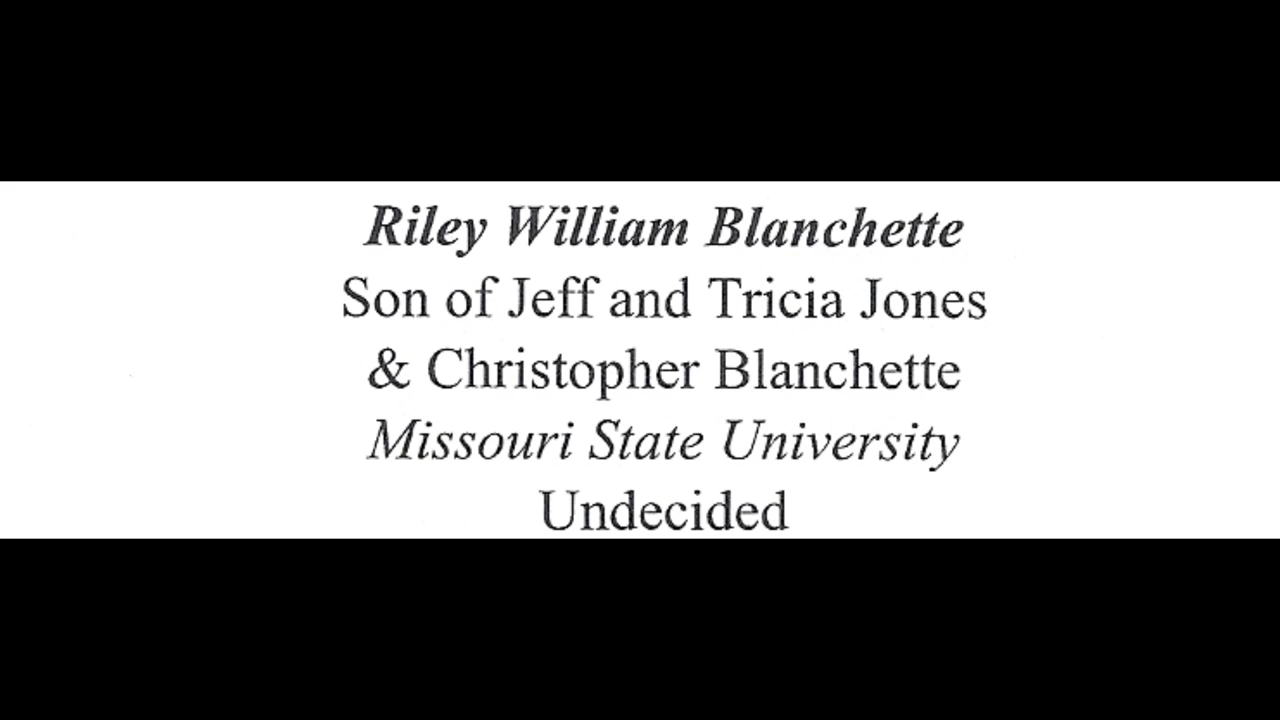 Riley William Blanchette
Son of Jeff and Tricia Jones
& Christopher Blanchette
Missouri State University
Undecided